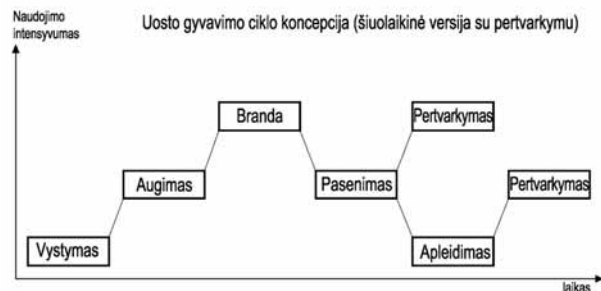 Naudojimo
intensyvumas
Uosto gyvavimo ciklo koncepcija (šiuolaikinė versija su pertvarkymu)
Branda
Pertvarkymas
Augimas
Pasenimas
Pertvarkymas
Vystymas
Apleidimas
laikas